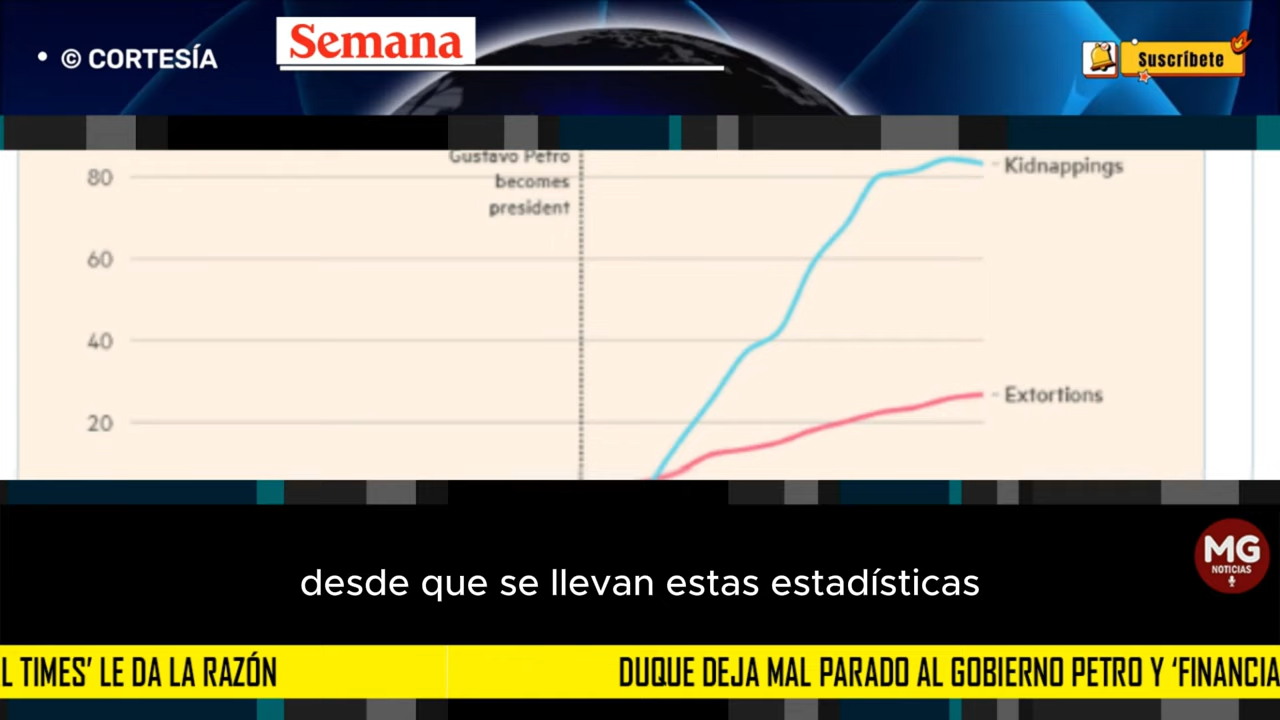 • © CORTESÍA
Semana
Suscríbete
Gustavo Petro
becomes
president
80
60
40
20
Kidnappings
Extortions
desde que se llevan estas estadísticas
MG
NOTICIAS
L TIMES’ LE DA LA RAZÓN
DUQUE DEJA MAL PARADO AL GOBIERNO PETRO Y ‘FINANCIA